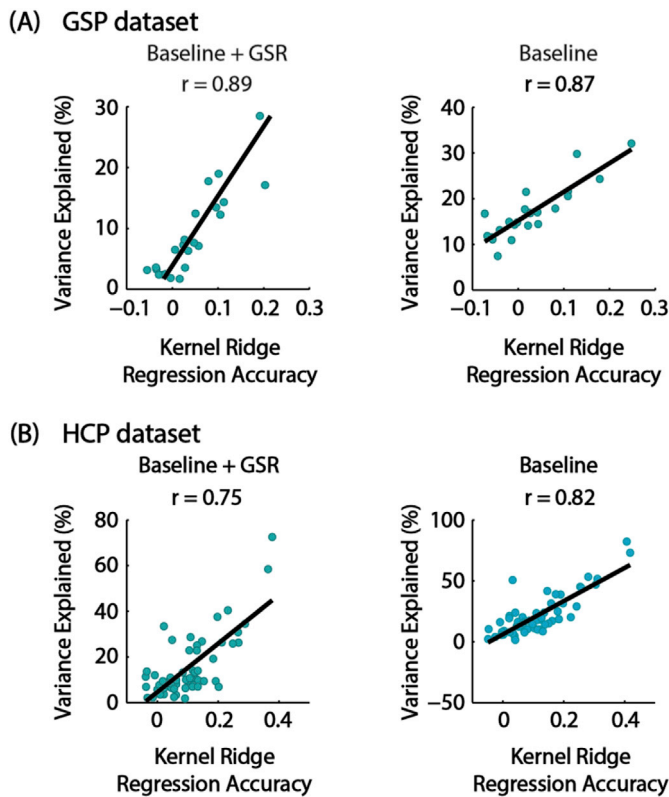 (A) GSP dataset
Baseline + GSR
r = 0.89
Variance Explained (%)
30
20
10
0
−0.1 0 0.1 0.2 0.3
Kernel Ridge
Regression Accuracy
Baseline
r = 0.87
Variance Explained (%)
40
30
20
10
0
−0.1 0 0.1 0.2 0.3
Kernel Ridge
Regression Accuracy
(B) HCP dataset
Baseline + GSR
r = 0.75
Variance Explained (%)
80
60
40
20
0
0 0.2 0.4
Kernel Ridge
Regression Accuracy
Baseline
r = 0.82
Variance Explained (%)
100
50
0
−50
0 0.2 0.4
Kernel Ridge
Regression Accuracy